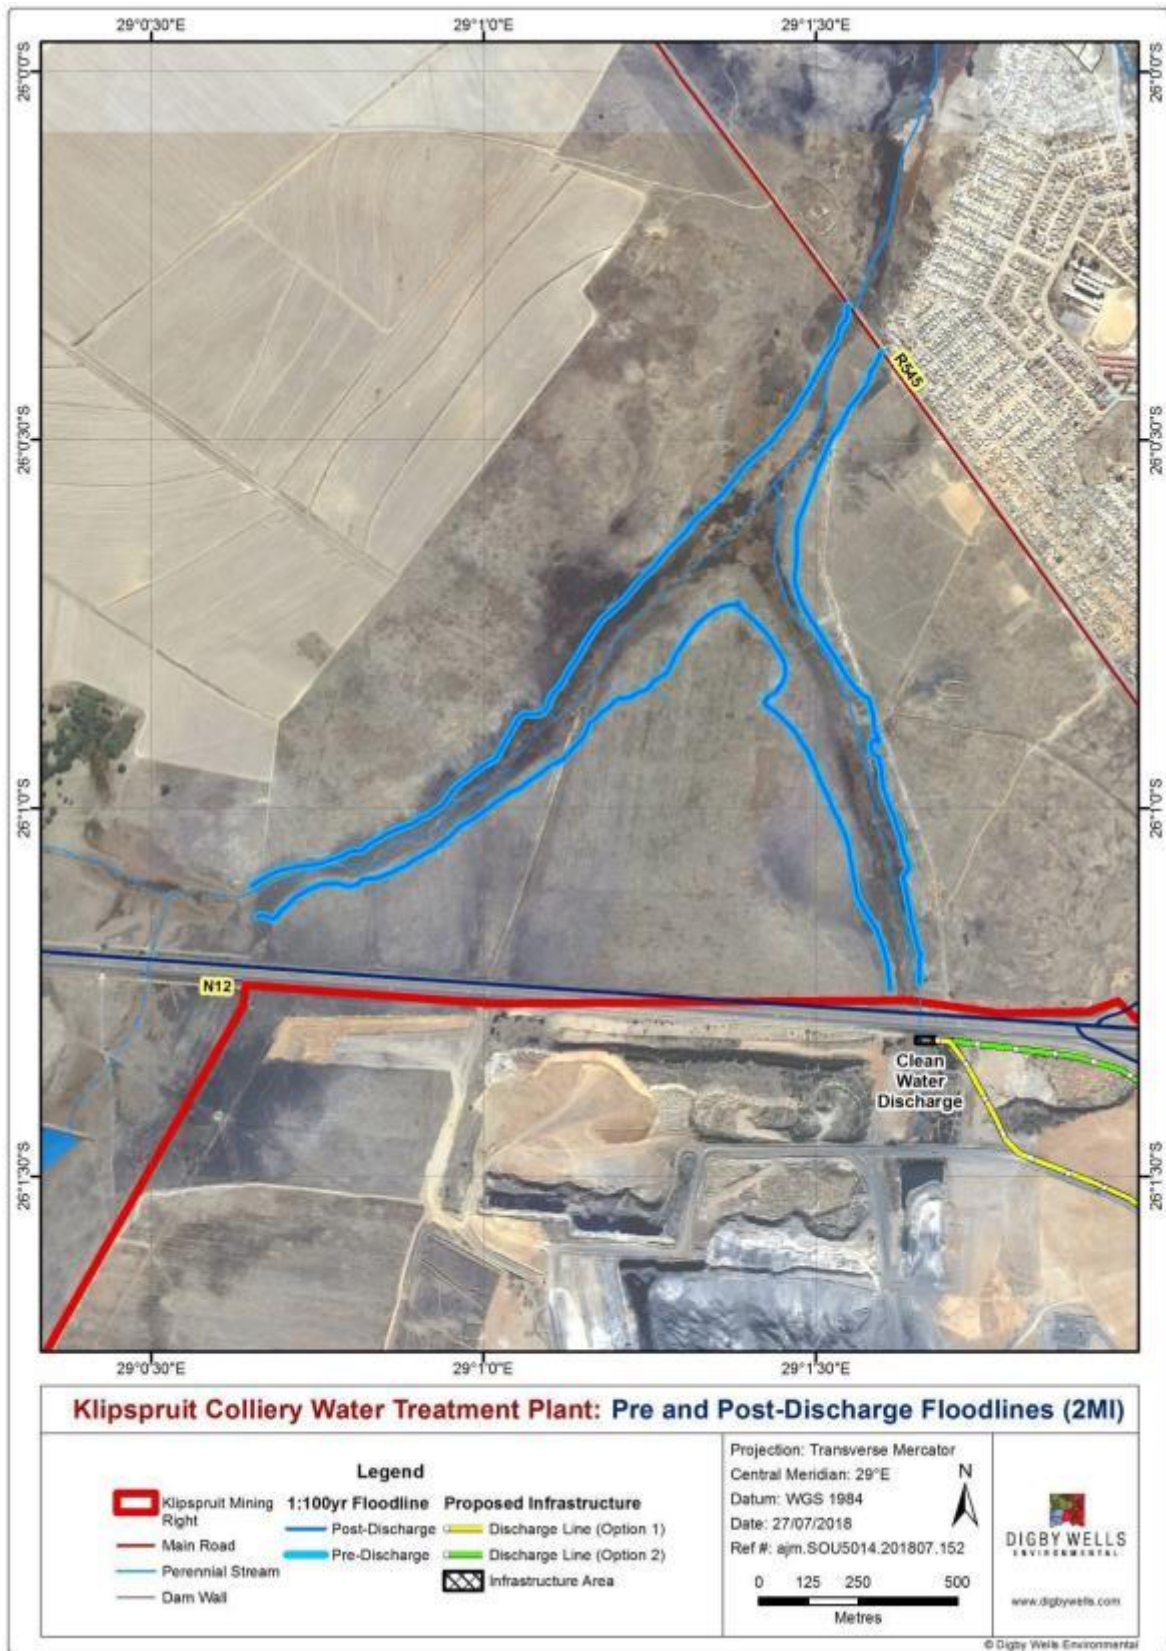 29°0'30"E 29°1'0"E 29°1'30"E
26°0'0"S 26°0'0"S
R545
26°0'30"S 26°0'30"S
26°1'0"S 26°1'0"S
N12
Clean
Water
Discharge
26°1'30"S 26°1'30"S
29°0'30"E 29°1'0"E 29°1'30"E
Klipspruit Colliery Water Treatment Plant: Pre and Post-Discharge Floodlines (2Ml)
Legend
Klipspruit Mining
Right
Main Road
Perennial Stream
Dam Wall
1:100yr Floodline
Post-Discharge
Pre-Discharge
Proposed Infrastructure
Discharge Line (Option 1)
Discharge Line (Option 2)
Infrastructure Area
Projection: Transverse Mercator
Central Meridian: 29°E
Datum: WGS 1984
Date: 27/07/2018
Ref #: ajm.SOU5014.201807.152
N
0 125 250 500
Metres
DIGBY WELLS
ENVIRONMENTAL
www.digbywells.com
© Digby Wells Environmental